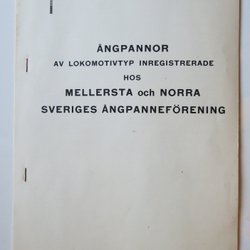 ÅNGPANNOR
AV LOKOMOTIVTYP INREGISTRERADE
HOS
MELLERSTA och NORRA
SVERIGES ÅNGPANNEFÖRENING